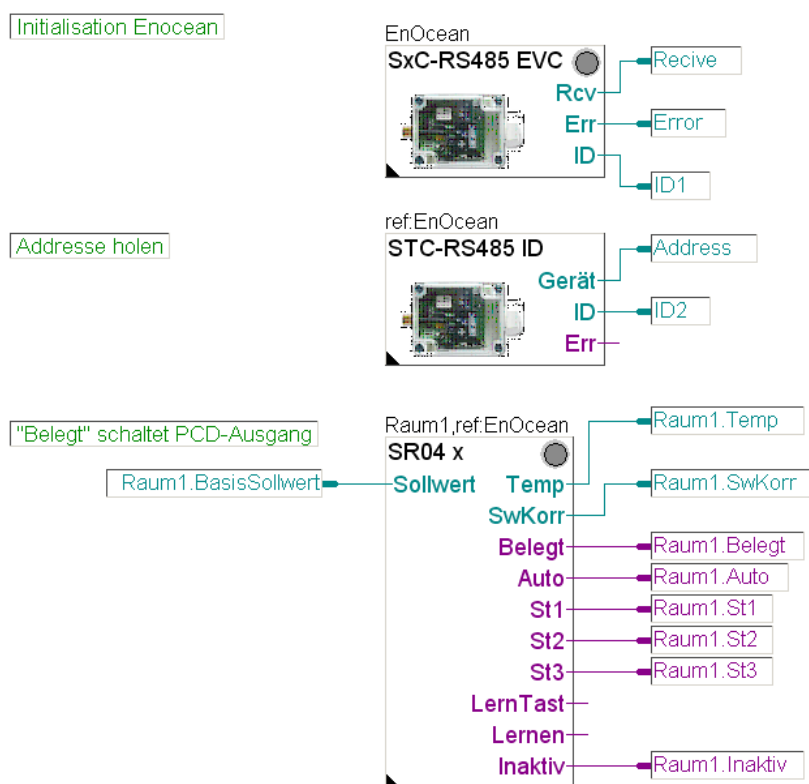 Initialisation Enocean
EnOcean
SxC-RS485 EVC
Recive
Rcv
Err
Error
ID
ID1
ref:EnOcean
Addresse holen
STC-RS485 ID
Address
Gerät
ID
ID2
Err
"Belegt" schaltet PCD-Ausgang
Raum1,ref:EnOcean
Raum1.Temp
SR04 x
Raum1.BasisSollwert
Sollwert
Temp
Raum1.SwKorr
SwKorr
Belegt
Raum1.Belegt
Auto
Raum1.Auto
St1
Raum1.St1
St2
Raum1.St2
St3
Raum1.St3
LernTast
Lernen
Inaktiv
Raum1.Inaktiv